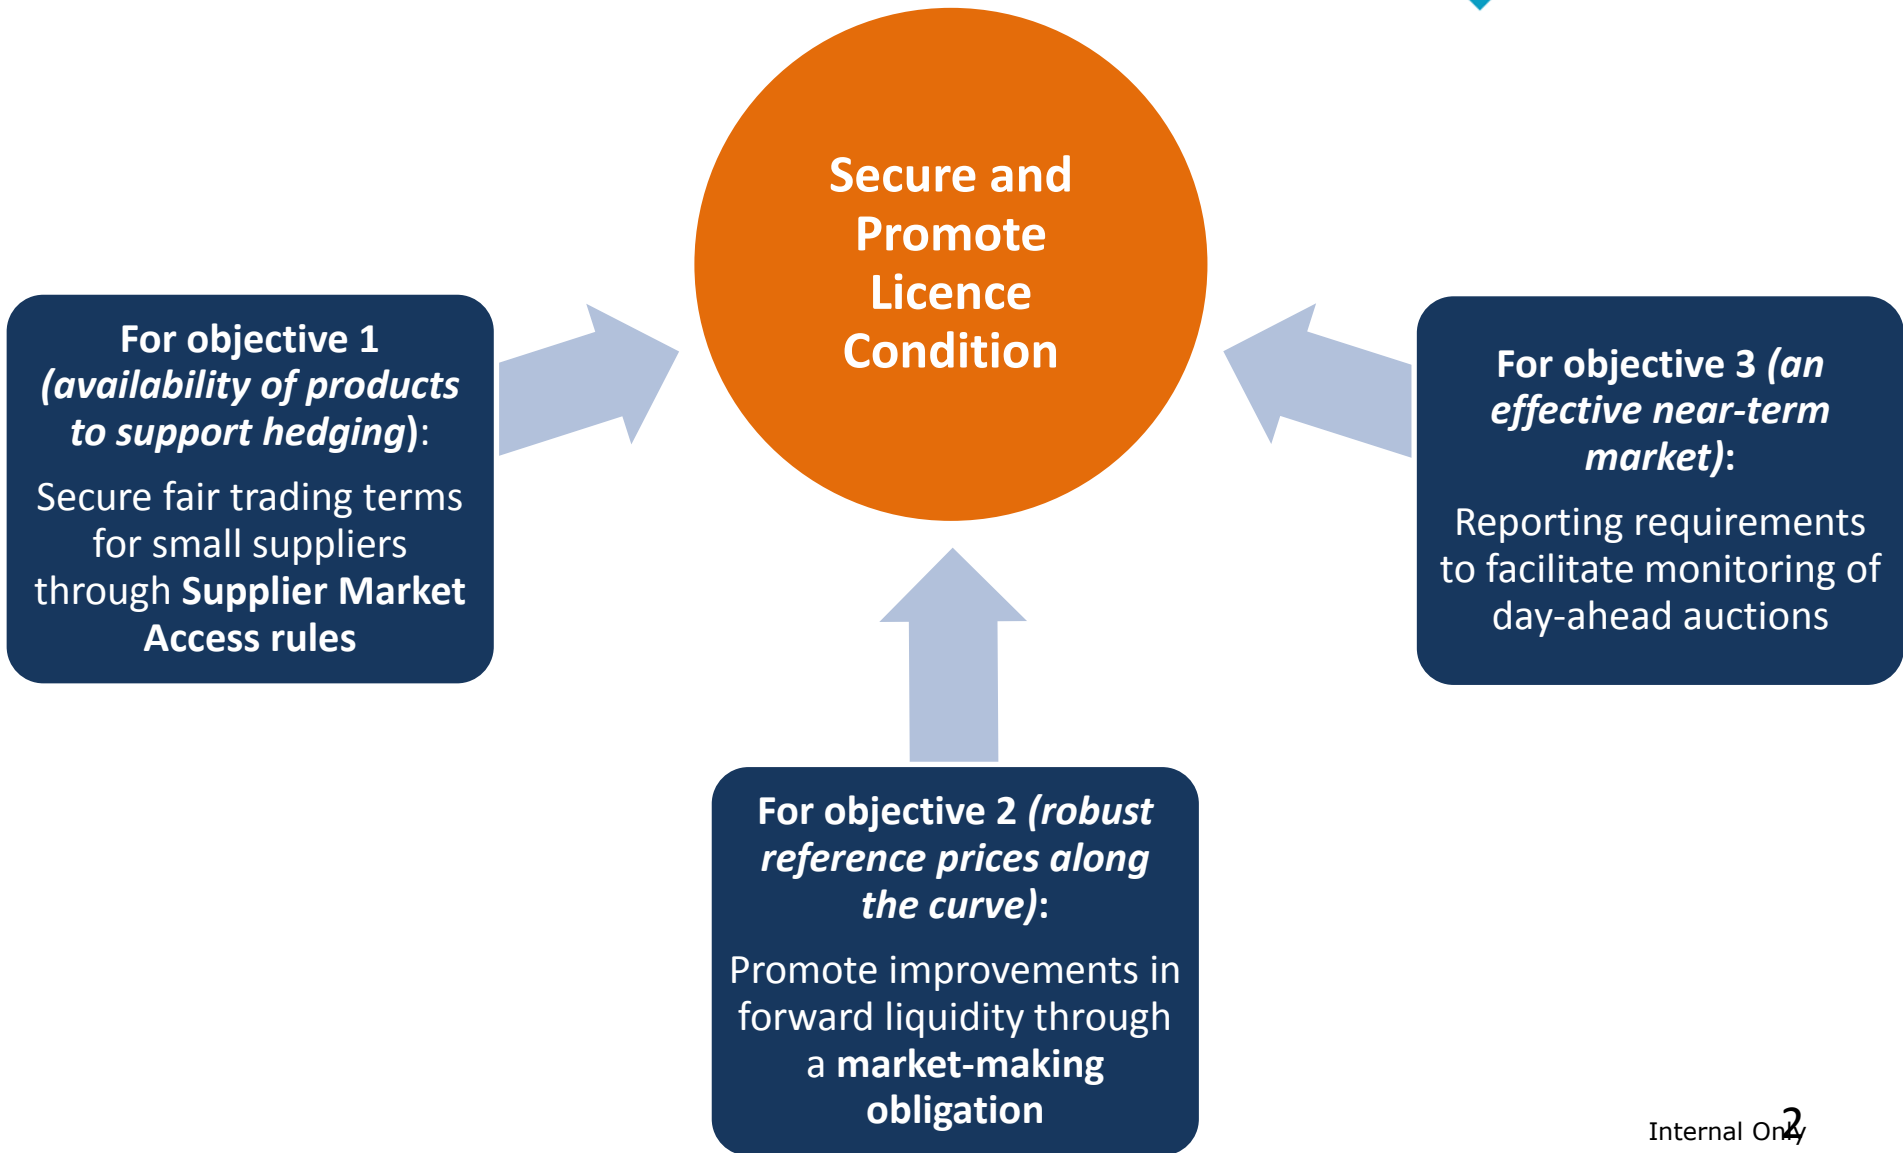 Secure and
Promote
Licence
Condition
For objective 1
(availability of products
to support hedging):
Secure fair trading terms
for small suppliers
through Supplier Market
Access rules
For objective 3 (an
effective near-term
market):
Reporting requirements
to facilitate monitoring of
day-ahead auctions
For objective 2 (robust
reference prices along
the curve):
Promote improvements in
forward liquidity through
a market-making
obligation
Internal Only
2